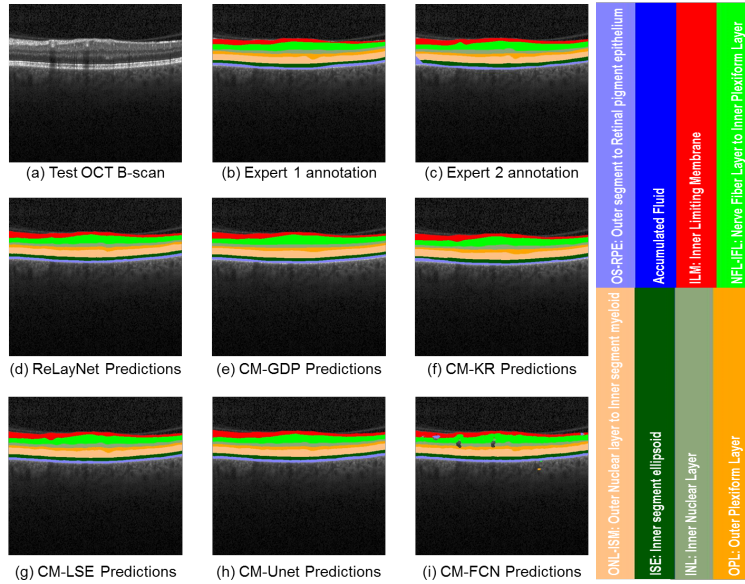 (a) Test OCT B-scan
(b) Expert 1 annotation
(c) Expert 2 annotation
(d) ReLayNet Predictions
(e) CM-GDP Predictions
(f) CM-KR Predictions
(g) CM-LSE Predictions
(h) CM-Unet Predictions
(i) CM-FCN Predictions
OS-RPE: Outer segment to Retinal pigment epithelium
Accumulated Fluid
ILM: Inner Limiting Membrane
NFL-IFL: Nerve Fiber Layer to Inner Plexiform Layer
ONL-ISM: Outer Nuclear layer to Inner segment myeloid
ISE: Inner segment ellipsoid
INL: Inner Nuclear Layer
OPL: Outer Plexiform Layer